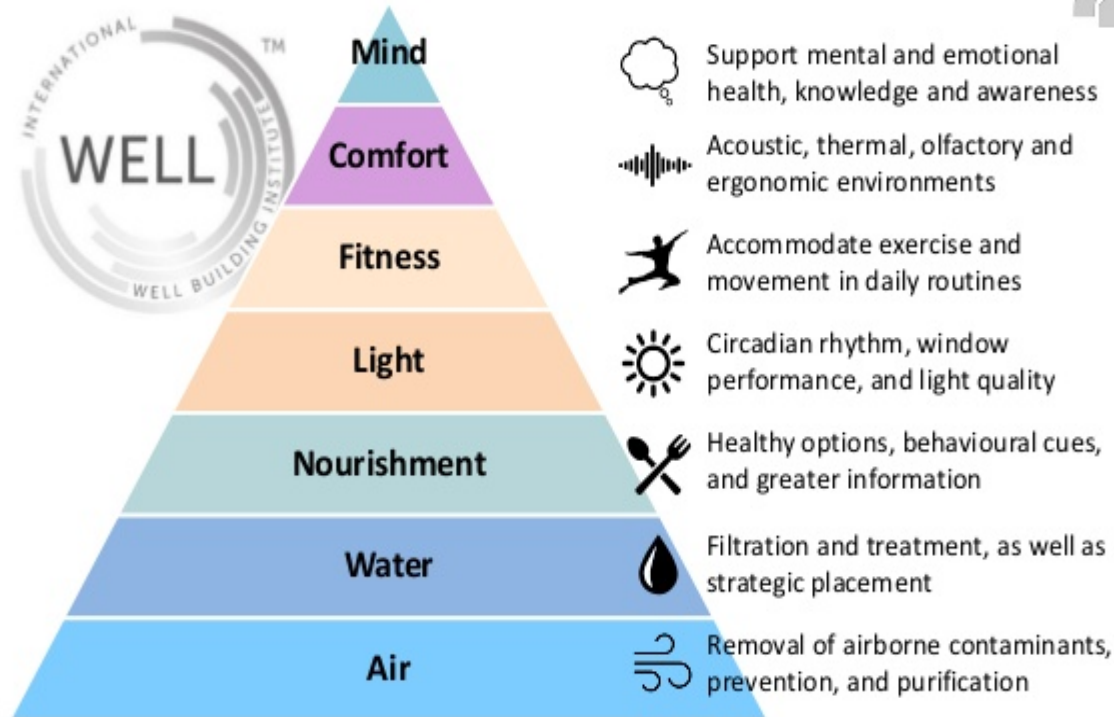 INTERNATIONAL
WELL BUILDING INSTITUTE
TM
WELL
Mind
Support mental and emotional
health, knowledge and awareness
Comfort
Acoustic, thermal, olfactory and
ergonomic environments
Fitness
Accommodate exercise and
movement in daily routines
Light
Circadian rhythm, window
performance, and light quality
Nourishment
Healthy options, behavioural cues,
and greater information
Water
Filtration and treatment, as well as
strategic placement
Air
Removal of airborne contaminants,
prevention, and purification